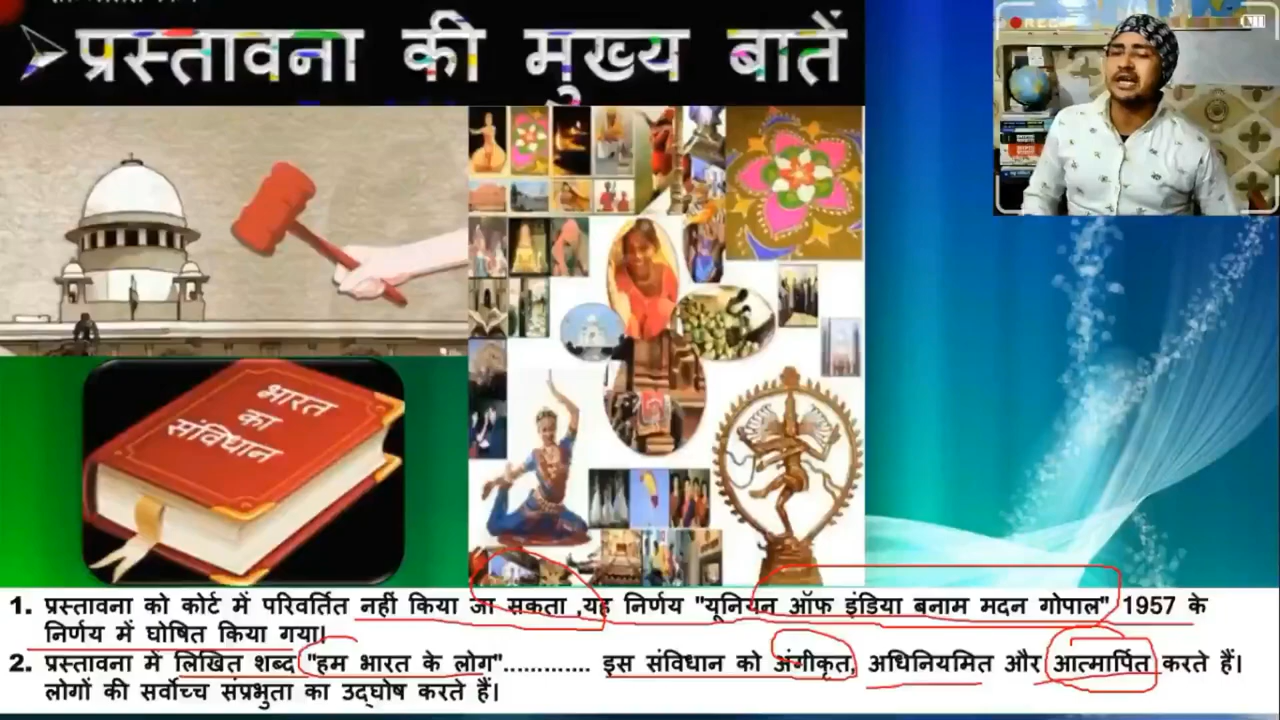 प्रस्तावना की मुख्य बातें
REC
भारत
का
संविधान
1. प्रस्तावना को कोर्ट में परिवर्तित नहीं किया जा सकता यह निर्णय "यूनियन ऑफ इंडिया बनाम मदन गोपाल" 1957 के
निर्णय में घोषित किया गया।
2. प्रस्तावना में लिखित शब्द "हम भारत के लोग"............. इस संविधान को अंगीकृत, अधिनियमित और आत्मार्पित करते हैं।
लोगों की सर्वोच्च संप्रभुता का उद्घोष करते हैं।